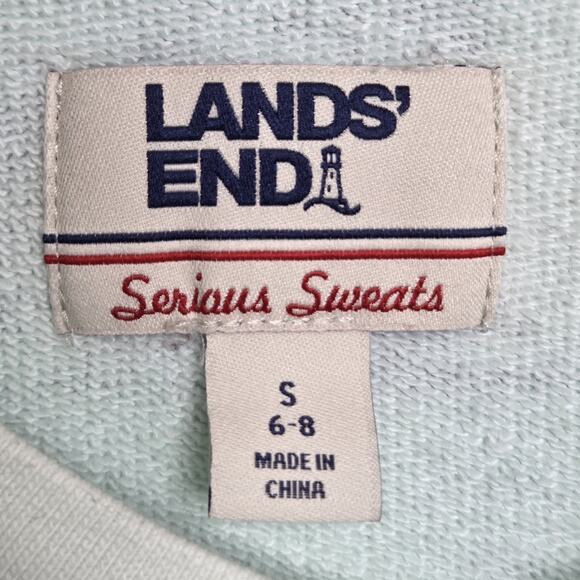 LANDS'
END
Serious Sweats
S
6-8
MADE IN
CHINA